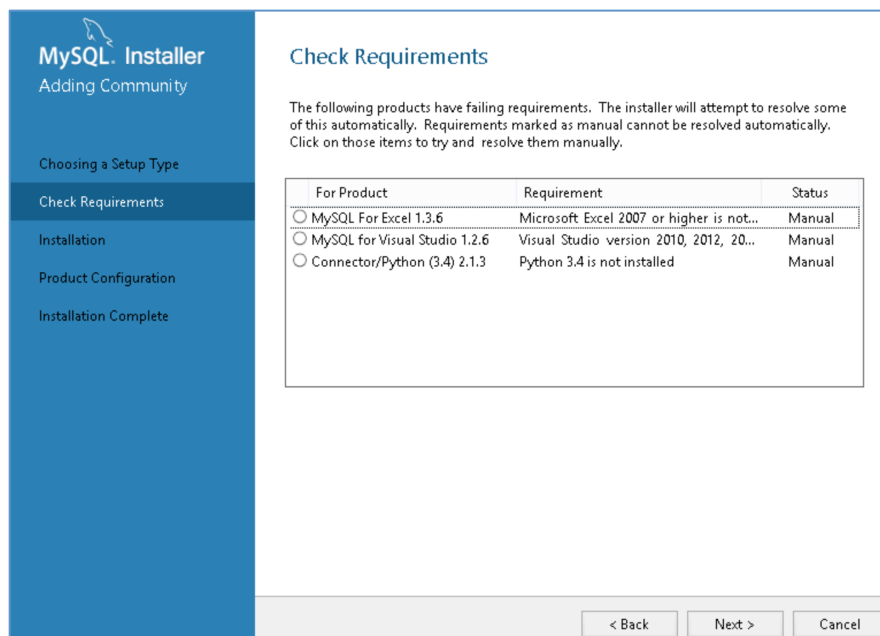 MySQL. Installer
Adding Community
Choosing a Setup Type
Check Requirements
Installation
Product Configuration
Installation Complete
Check Requirements
The following products have failing requirements. The installer will attempt to resolve some
of this automatically. Requirements marked as manual cannot be resolved automatically.
Click on those items to try and resolve them manually.
For Product Requirement Status
MySQL For Excel 1.3.6 Microsoft Excel 2007 or higher is not... Manual
MySQL for Visual Studio 1.2.6 Visual Studio version 2010, 2012, 20... Manual
Connector/Python (3.4) 2.1.3 Python 3.4 is not installed Manual
< Back Next > Cancel